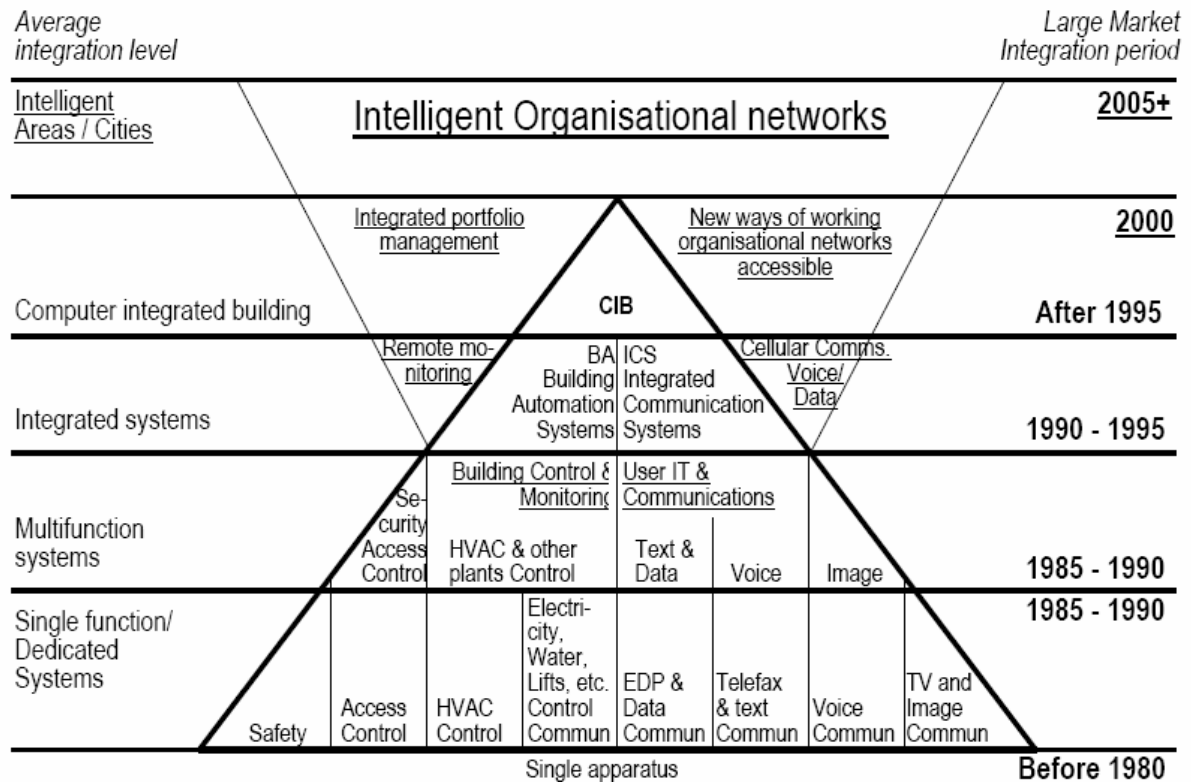 Average
integration level
Large Market
Integration period
Intelligent
Areas / Cities
Intelligent Organisational networks
2005+
Integrated portfolio
management
New ways of working
organisational networks
accessible
2000
Computer integrated building
CIB
After 1995
Remote mo-
nitoring
BA
Building
Automation
Systems
ICS
Integrated
Communication
Systems
Cellular Comms.
Voice/
Data
Integrated systems
1990 - 1995
Building Control &
Monitoring
User IT &
Communications
Multifunction
systems
Se-
curity
Access
Control
HVAC & other
plants Control
Text &
Data
Voice
Image
1985 - 1990
Single function/
Dedicated
Systems
1985 - 1990
Safety
Access
Control
HVAC
Control
Electri-
city,
Water,
Lifts, etc.
Control
Commun
EDP &
Data
Commun
Telefax
& text
Commun
Voice
Commun
TV and
Image
Commun
Single apparatus
Before 1980